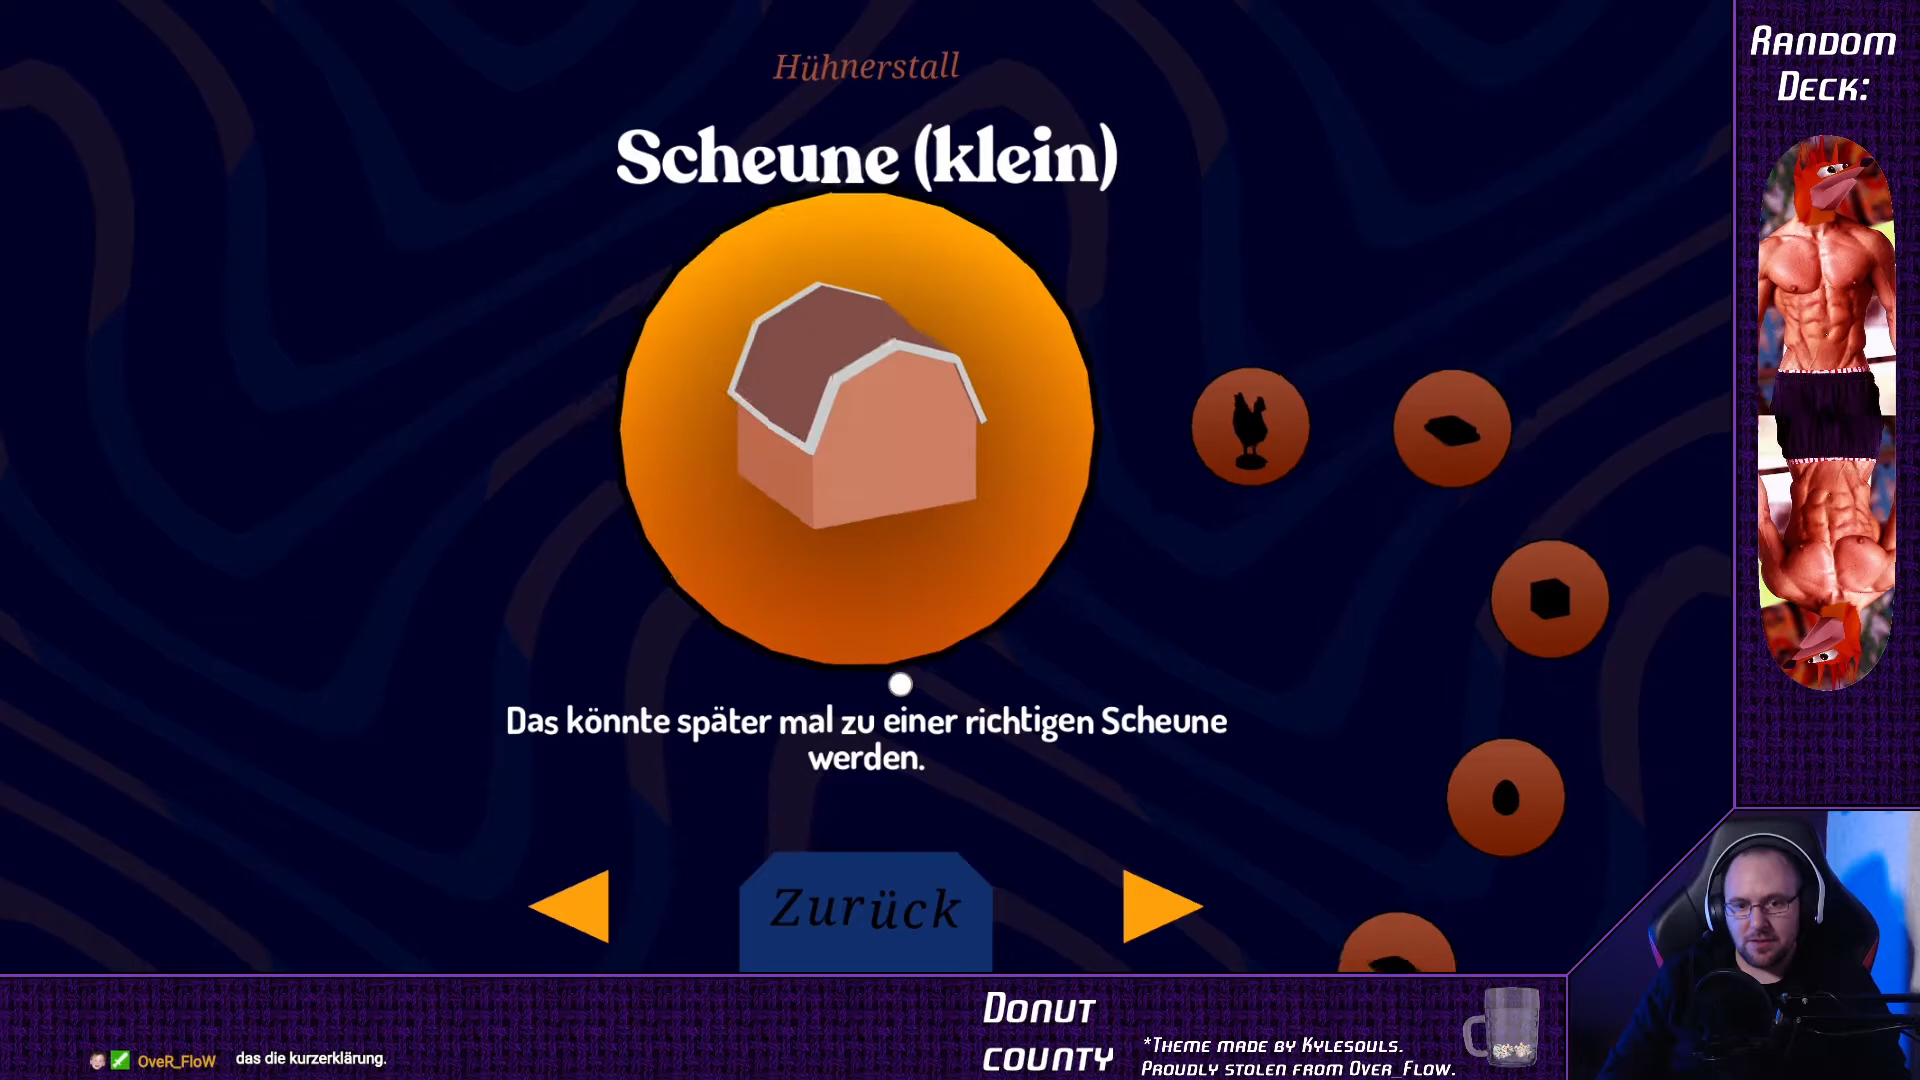 Hühnerstall
Scheune (klein)
Das könnte später mal zu einer richtigen Scheune
werden.
Zurück
Random
Deck:
Donut
county
*Theme made by Kylesouls.
Proudly stolen from Over_Flow.
OveR_FloW das die kurzerklärung.